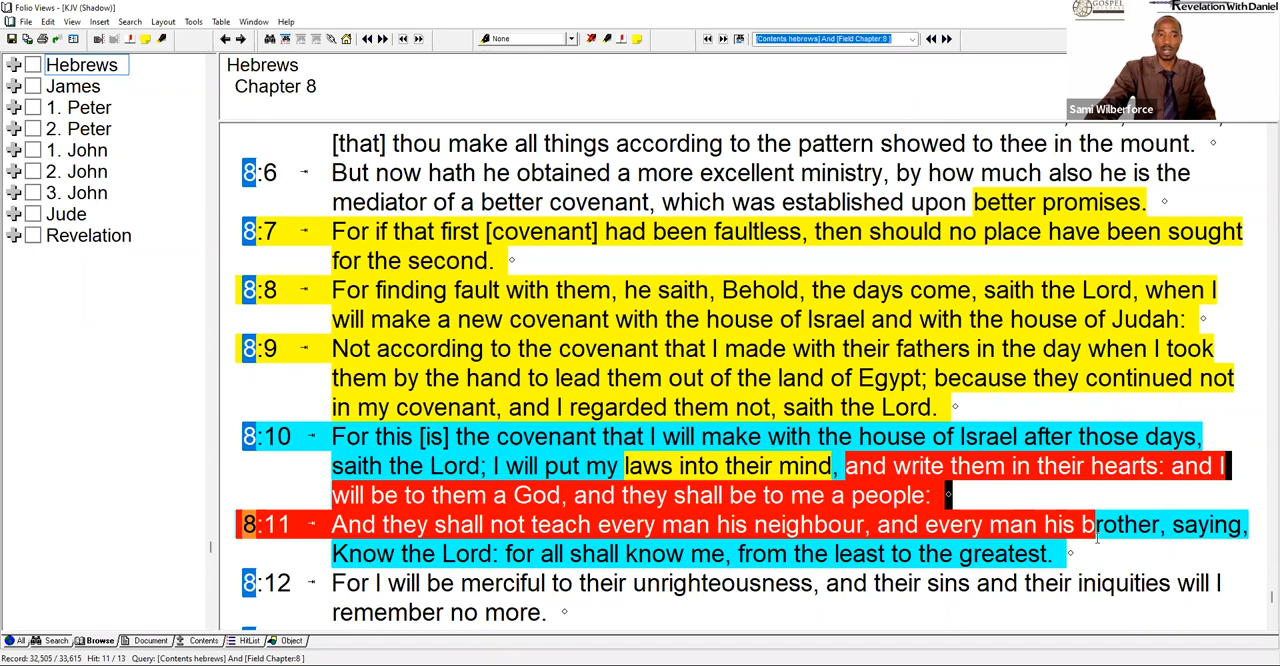 Folio Views - [KJV (Shadow)]
File Edit View Insert Search Layout Tools Table Window Help
None
[Contents hebrews] And [Field Chapter:8 ]
GOSPEL
Revelation With Daniel
Sami Wilberforce
Hebrews
James
1. Peter
2. Peter
1. John
2. John
3. John
Jude
Revelation
Hebrews
Chapter 8
[that] thou make all things according to the pattern showed to thee in the mount.
8:6 But now hath he obtained a more excellent ministry, by how much also he is the
mediator of a better covenant, which was established upon better promises.
8:7 For if that first [covenant] had been faultless, then should no place have been sought
for the second.
8:8 For finding fault with them, he saith, Behold, the days come, saith the Lord, when I
will make a new covenant with the house of Israel and with the house of Judah:
8:9 Not according to the covenant that I made with their fathers in the day when I took
them by the hand to lead them out of the land of Egypt; because they continued not
in my covenant, and I regarded them not, saith the Lord.
8:10 For this [is] the covenant that I will make with the house of Israel after those days,
saith the Lord; I will put my laws into their mind, and write them in their hearts: and I
will be to them a God, and they shall be to me a people:
8:11 And they shall not teach every man his neighbour, and every man his brother, saying,
Know the Lord: for all shall know me, from the least to the greatest.
8:12 For I will be merciful to their unrighteousness, and their sins and their iniquities will I
remember no more.
All Search Browse Document Contents HitList Object
Record: 32,505 / 33,615 Hit: 11 / 13 Query: [Contents hebrews] And [Field Chapter:8 ]